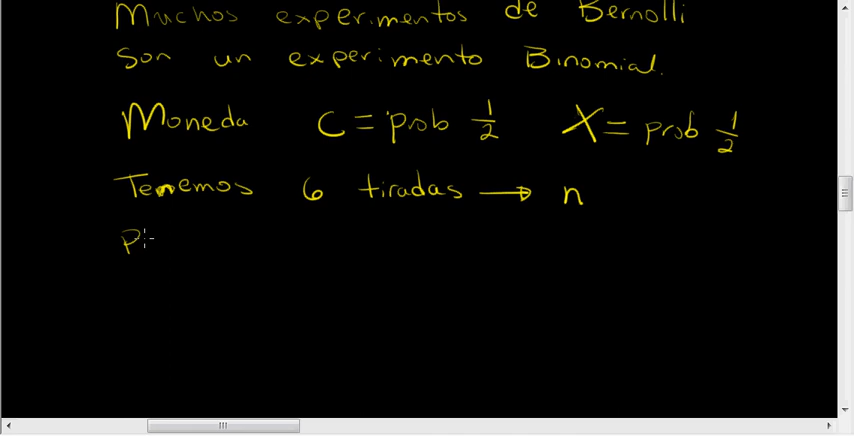 Muchos experimentos de Bernolli
Son un experimento Binomial.
Moneda C = prob 1/2 X = prob 1/2
Tenemos 6 tiradas → n
P